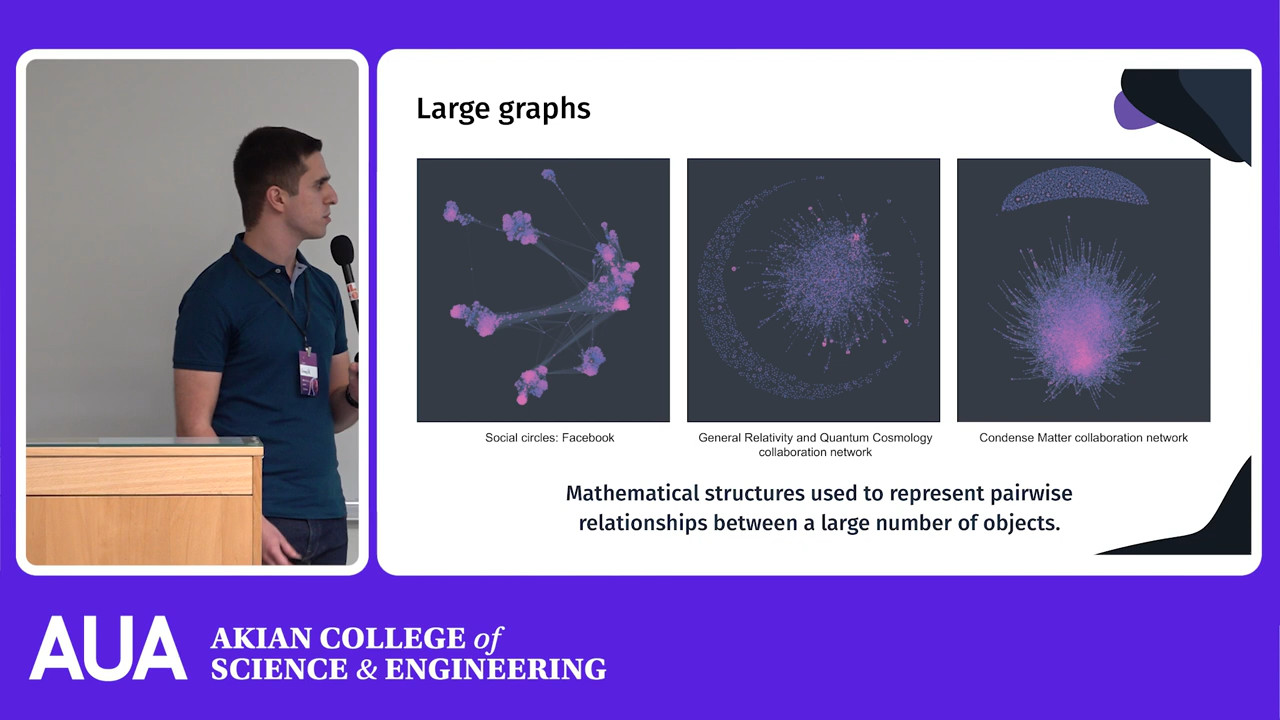 Large graphs
Social circles: Facebook
General Relativity and Quantum Cosmology
collaboration network
Condense Matter collaboration network
Mathematical structures used to represent pairwise
relationships between a large number of objects.
AUA
AKIAN COLLEGE of
SCIENCE & ENGINEERING